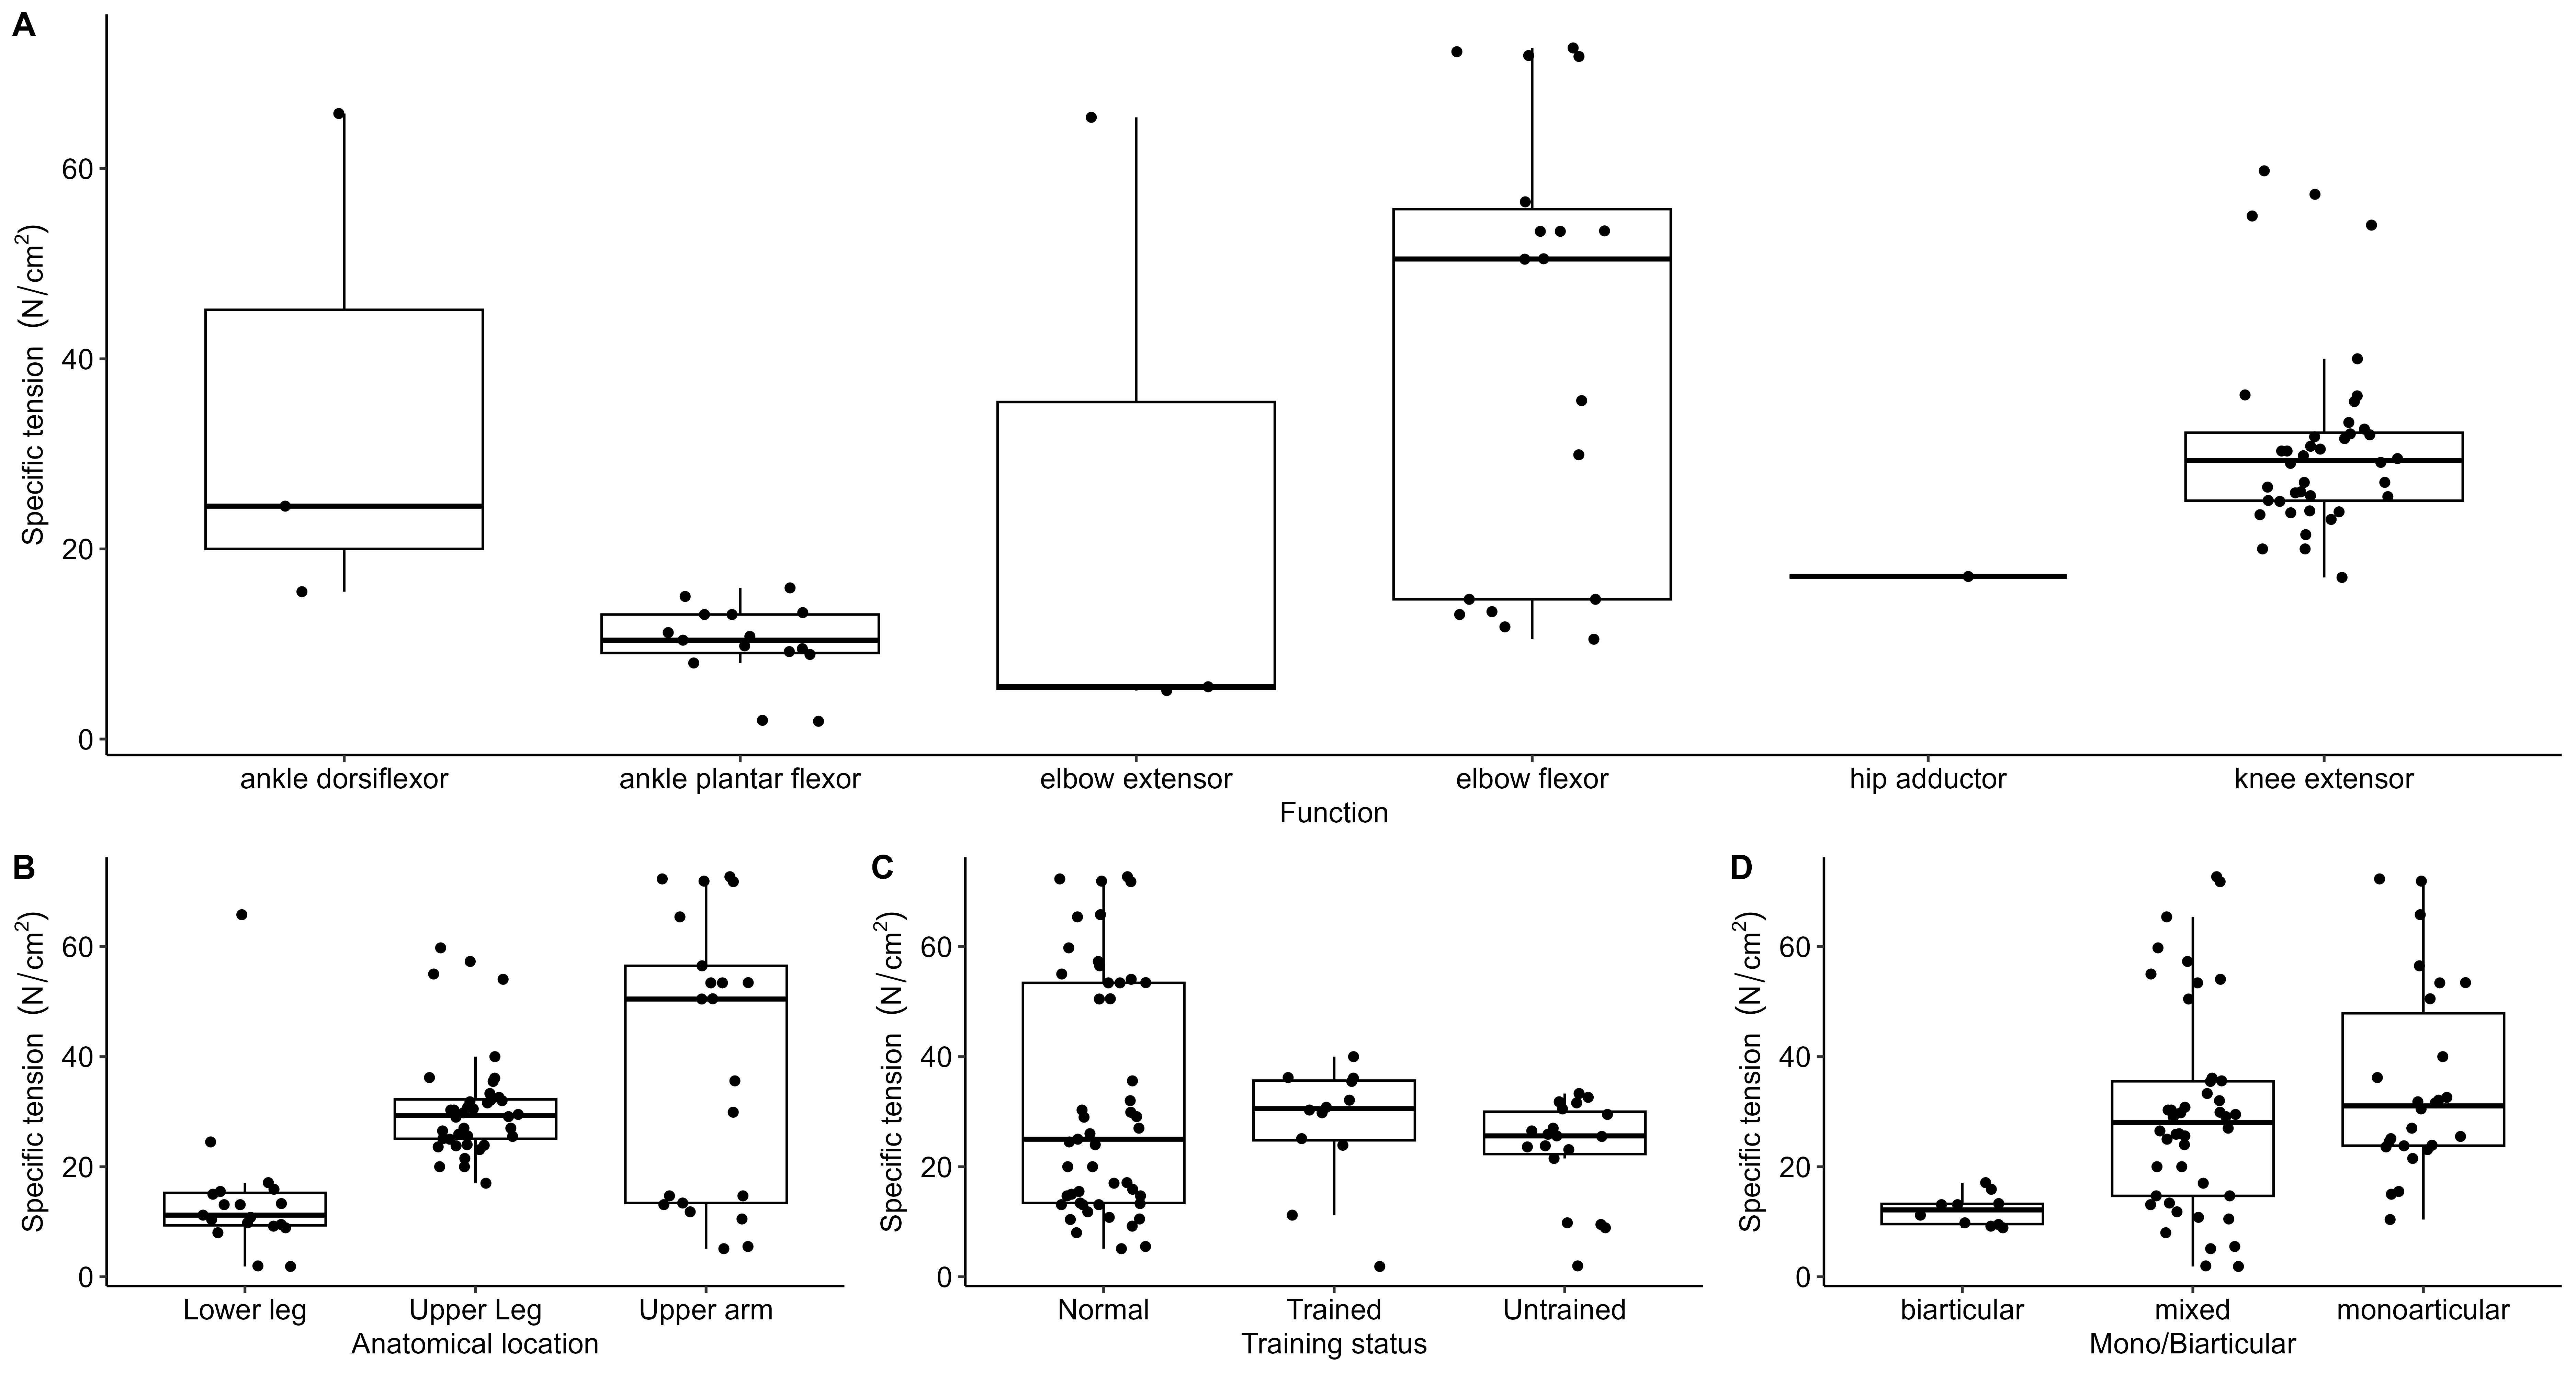 A
Specific tension (N/cm²)
60
40
20
0
ankle dorsiflexor ankle plantar flexor elbow extensor elbow flexor hip adductor knee extensor
Function
B
Specific tension (N/cm²)
60
40
20
0
Lower leg Upper Leg Upper arm
Anatomical location
C
Specific tension (N/cm²)
60
40
20
0
Normal Trained Untrained
Training status
D
Specific tension (N/cm²)
60
40
20
0
biarticular mixed monoarticular
Mono/Biarticular